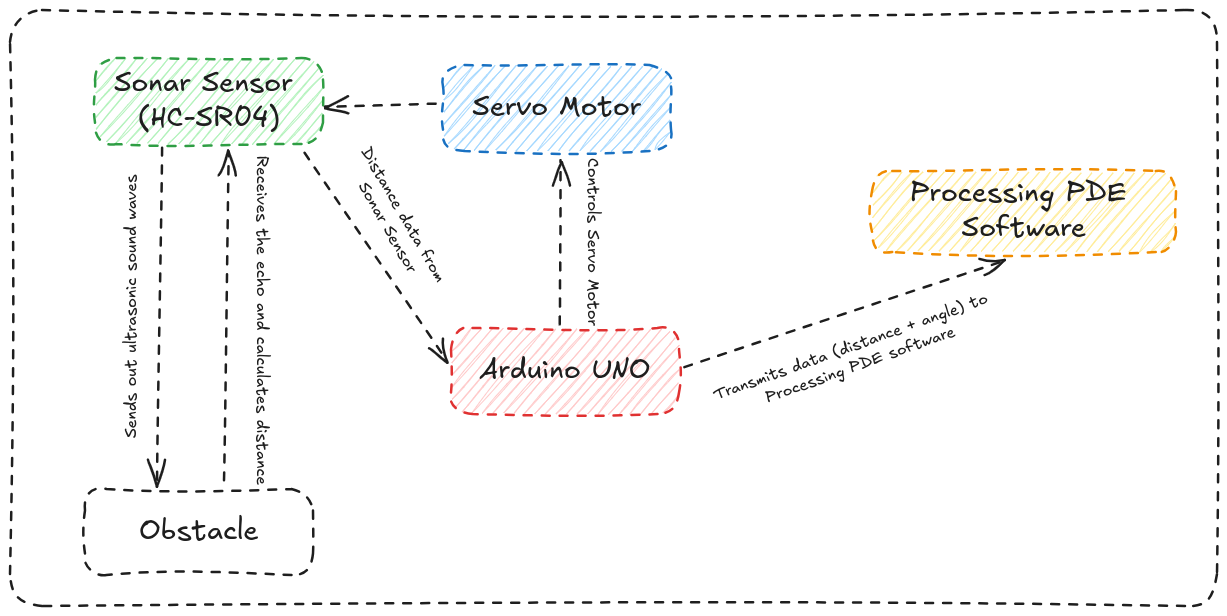 Sonar Sensor
(HC-SR04)
Servo Motor
Processing PDE
Software
Sends out ultrasonic sound waves
Receives the echo and calculates distance
Distance data from
Sonar Sensor
Controls Servo Motor
Arduino UNO
Transmits data (distance + angle) to
Processing PDE software
Obstacle